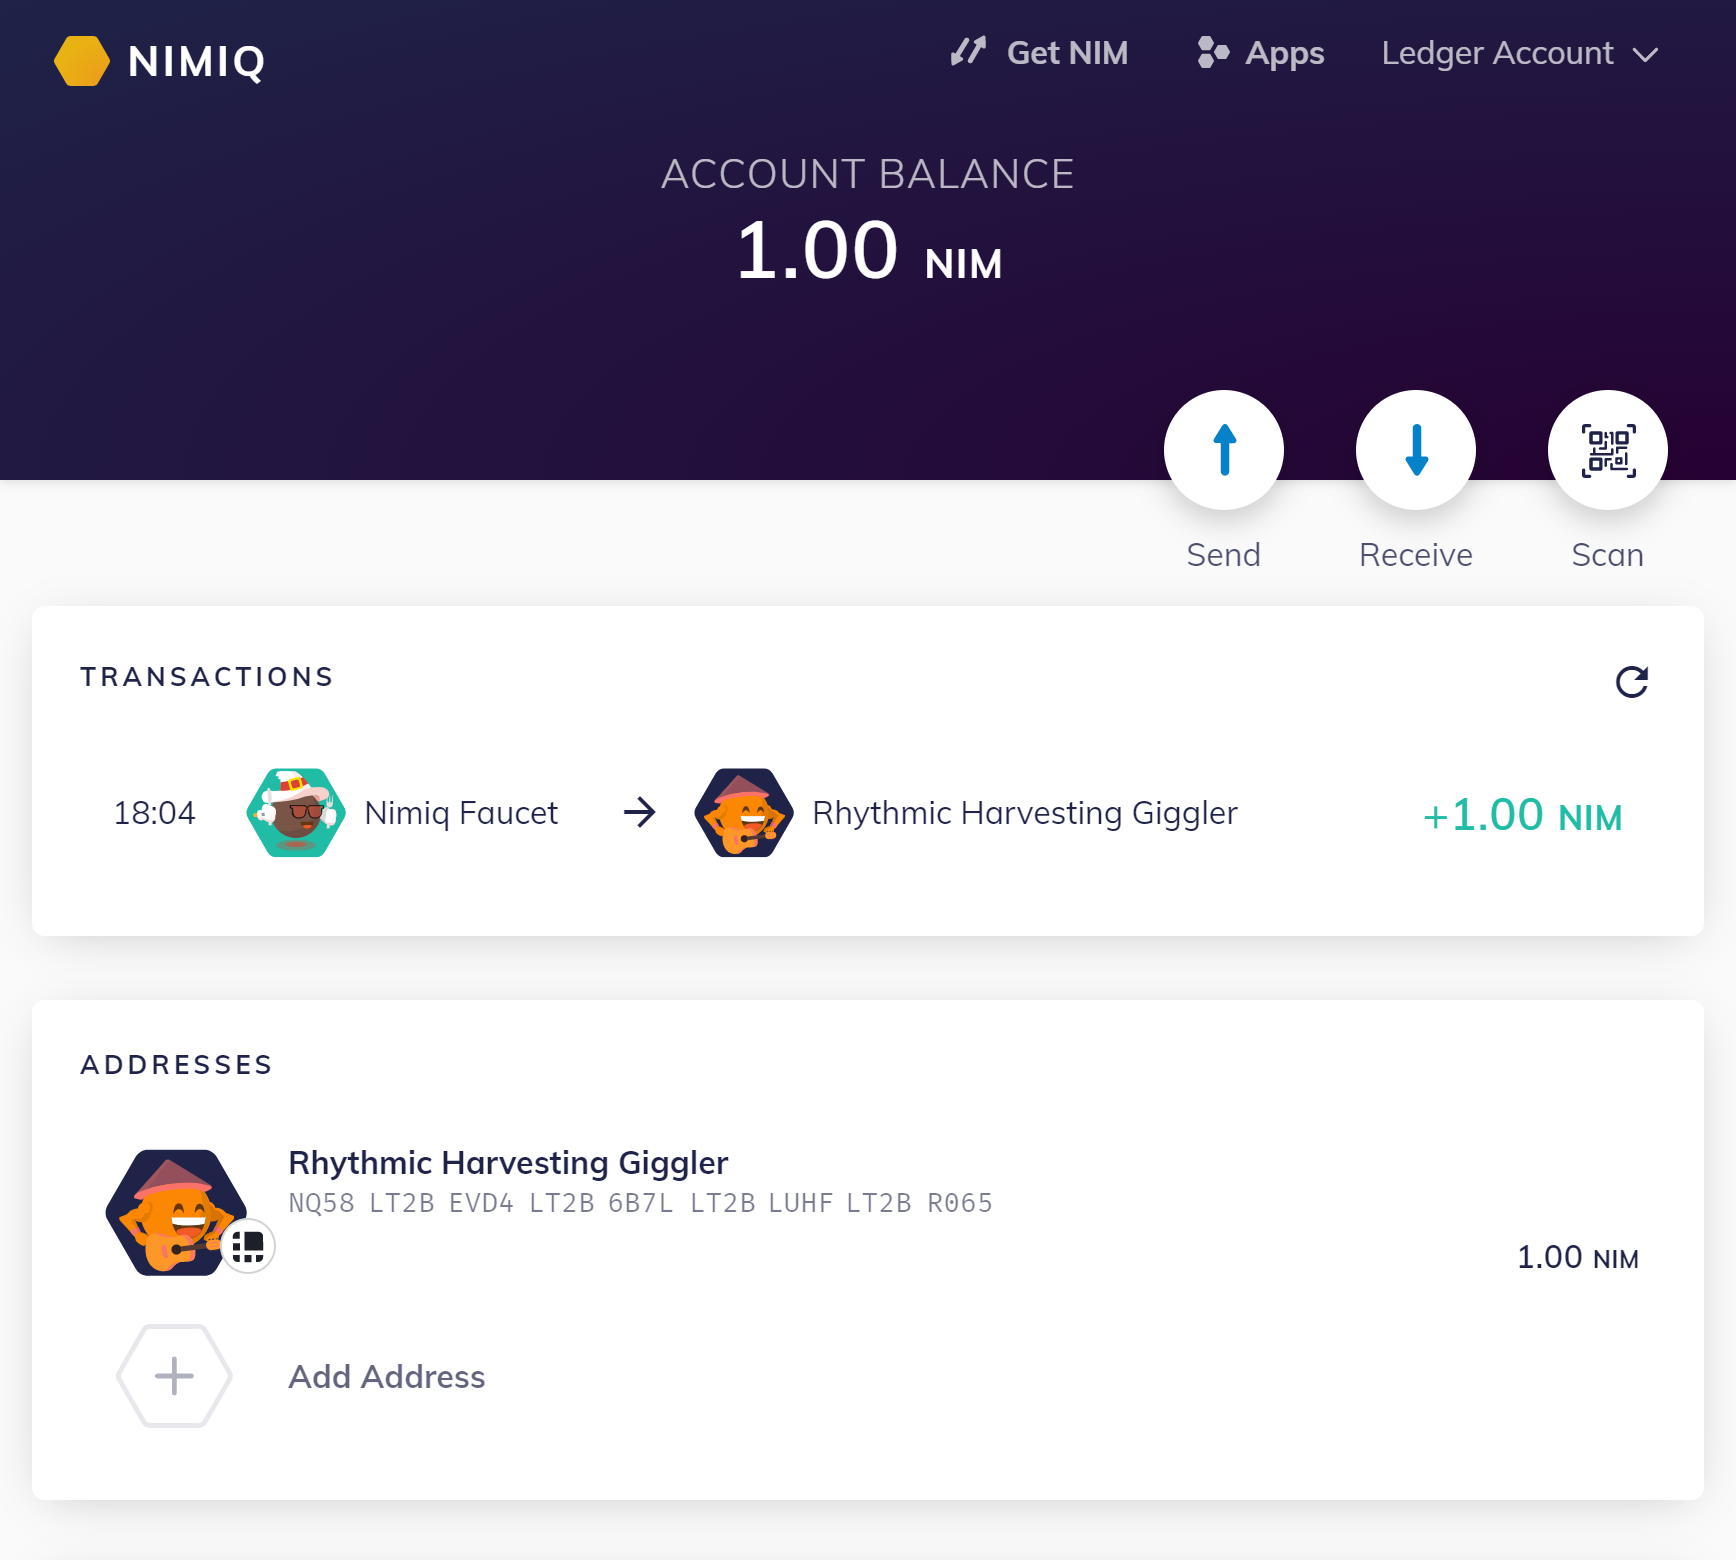 NIMIQ
Get NIM
Apps
Ledger Account
ACCOUNT BALANCE
1.00 NIM
Send
Receive
Scan
TRANSACTIONS
18:04 Nimiq Faucet Rhythmic Harvesting Giggler +1.00 NIM
ADDRESSES
Rhythmic Harvesting Giggler
NQ58 LT2B EVD4 LT2B 6B7L LT2B LUHF LT2B R065
1.00 NIM
Add Address